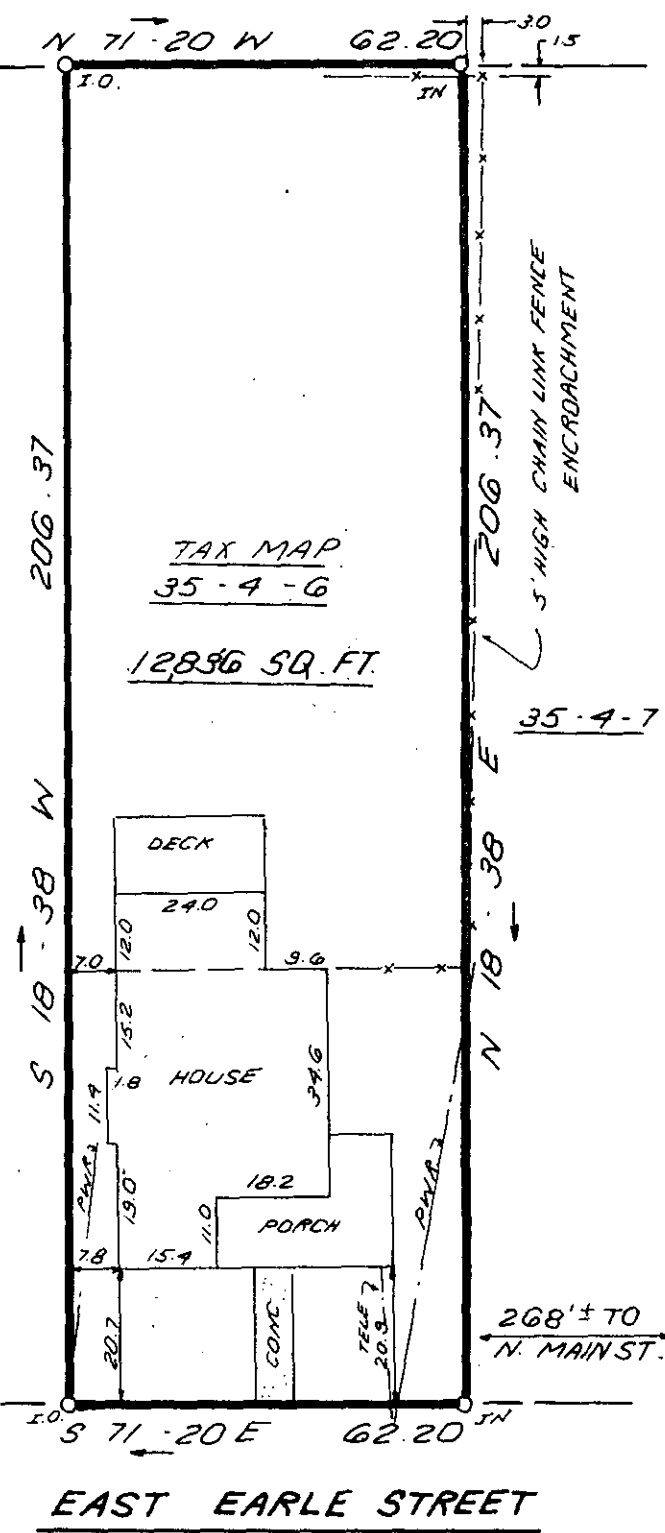 N 71-20 W 62.20
3.0
1.5
I.O.
IN
5' HIGH CHAIN LINK FENCE
ENCROACHMENT
206.37
206.37
TAX MAP
35-4-6
SQ. FT.
35-4-7
S 18-38 W
N 18-38 E
DECK
24.0
12.0
12.0
7.0
9.6
15.2
1.8
HOUSE
34.6
11.4
PWR
19.0
18.2
11.0
PORCH
PWR
7.8
15.4
20.7
CONC
TELE
20.9
268'± TO
N. MAIN ST.
I.O.
IN
S 71-20 E 62.20
EAST EARLE STREET